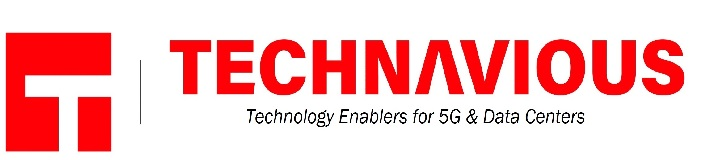 T
TECHNAVIOUS
Technology Enablers for 5G & Data Centers